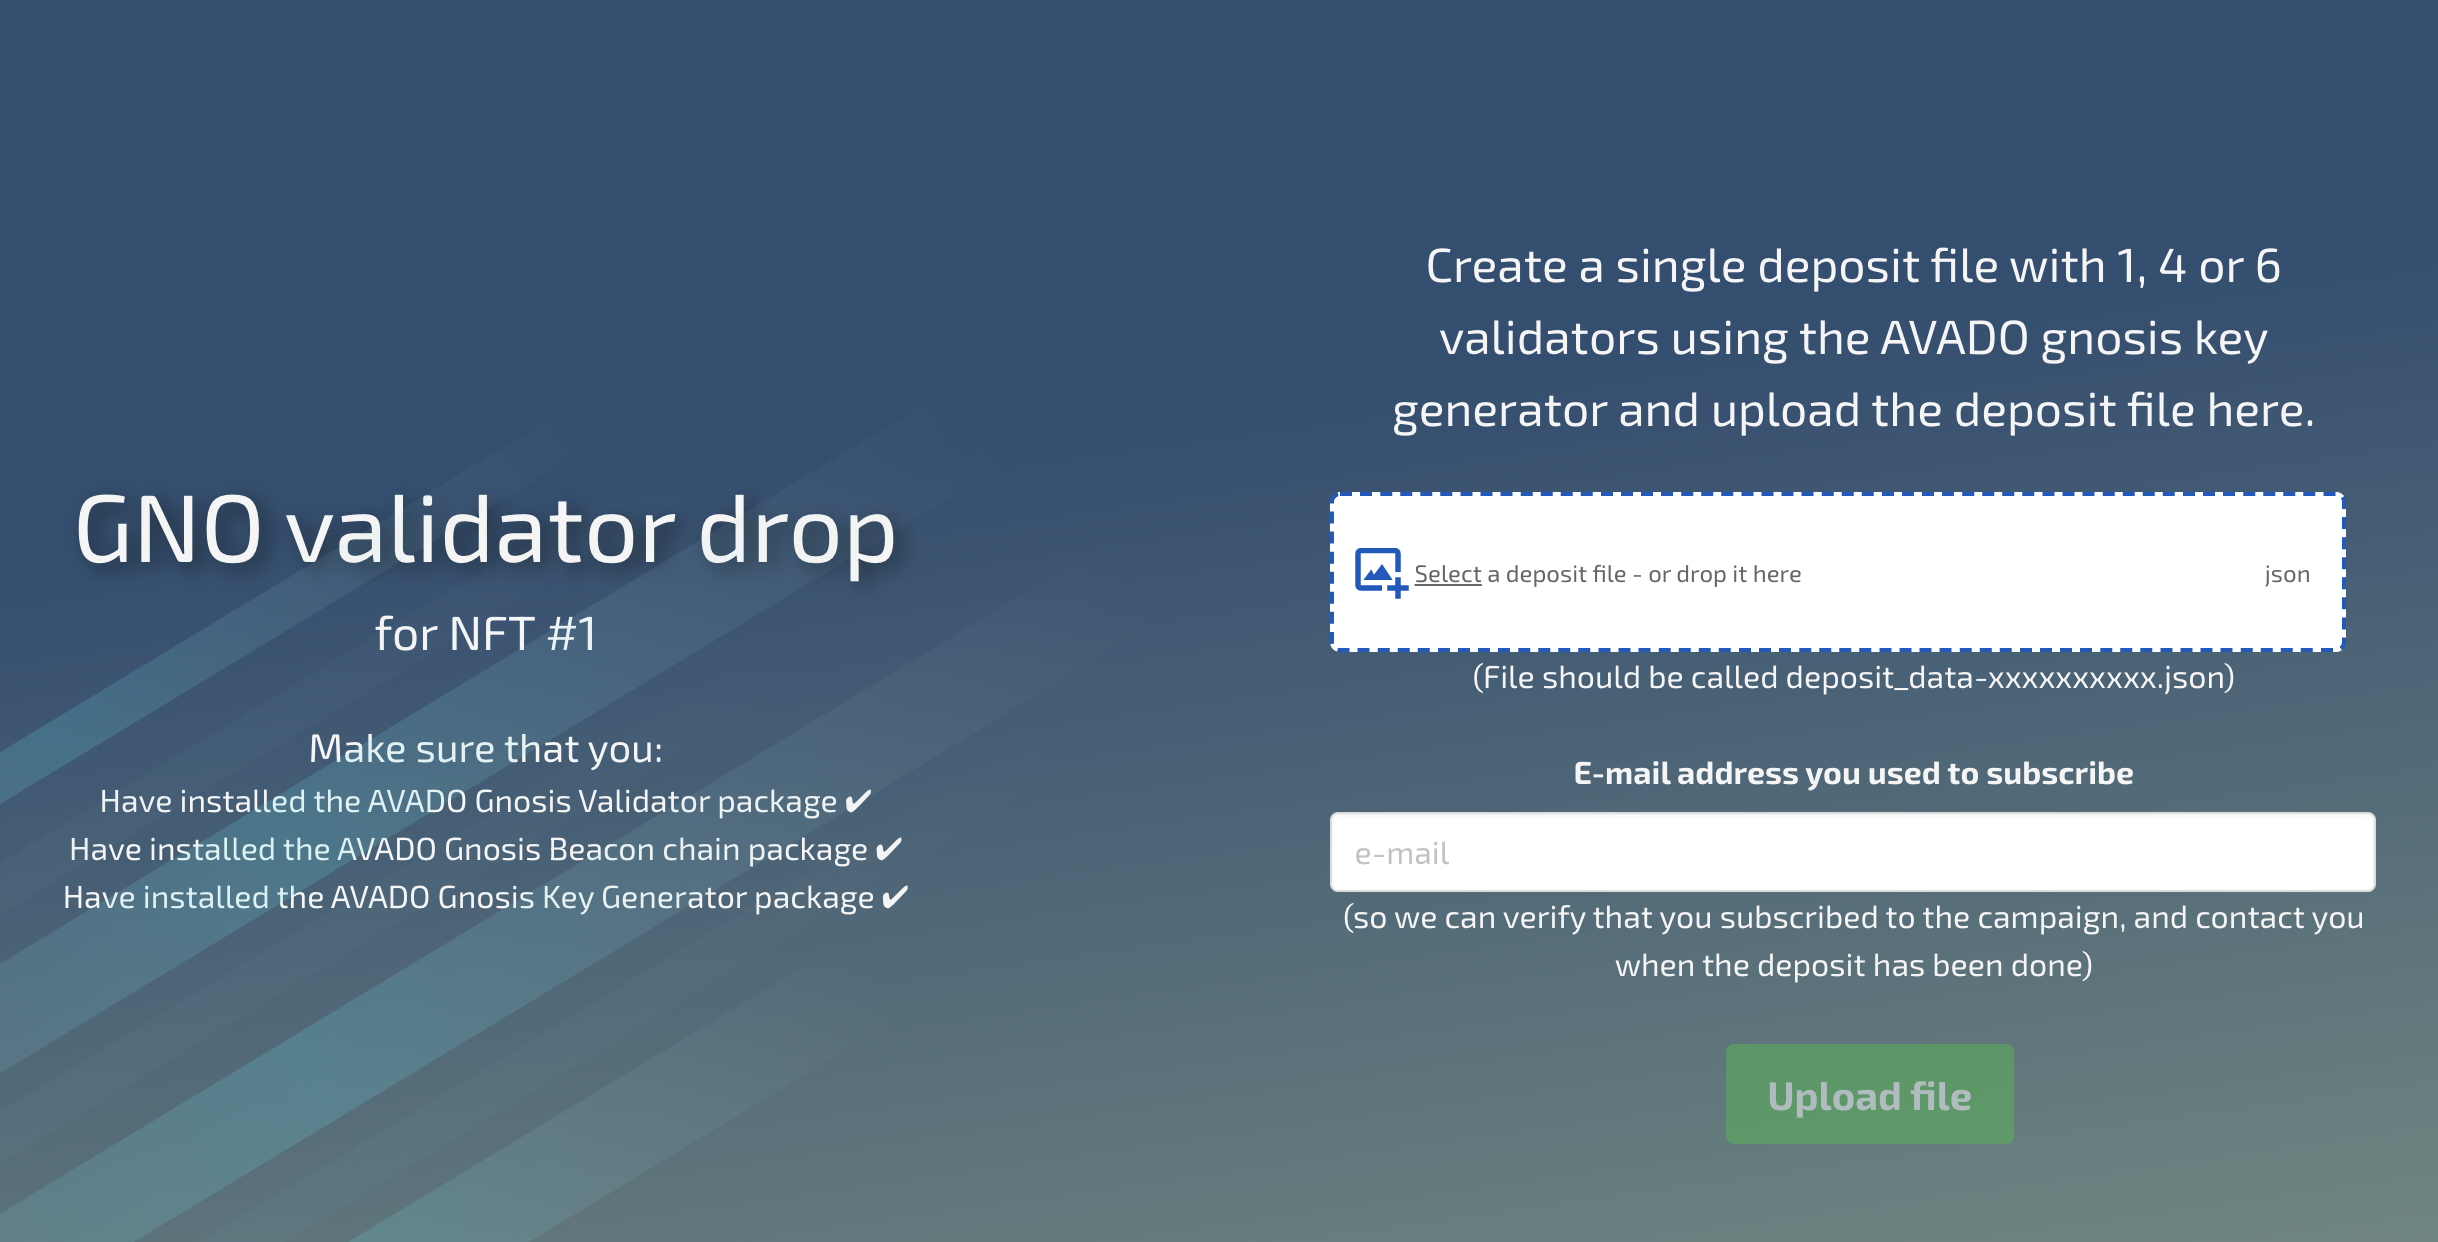 GNO validator drop
for NFT #1
Make sure that you:
Have installed the AVADO Gnosis Validator package ✔
Have installed the AVADO Gnosis Beacon chain package ✔
Have installed the AVADO Gnosis Key Generator package ✔
Create a single deposit file with 1, 4 or 6
validators using the AVADO gnosis key
generator and upload the deposit file here.
Select a deposit file - or drop it here json
(File should be called deposit_data-xxxxxxxxxx.json)
E-mail address you used to subscribe
e-mail
(so we can verify that you subscribed to the campaign, and contact you
when the deposit has been done)
Upload file